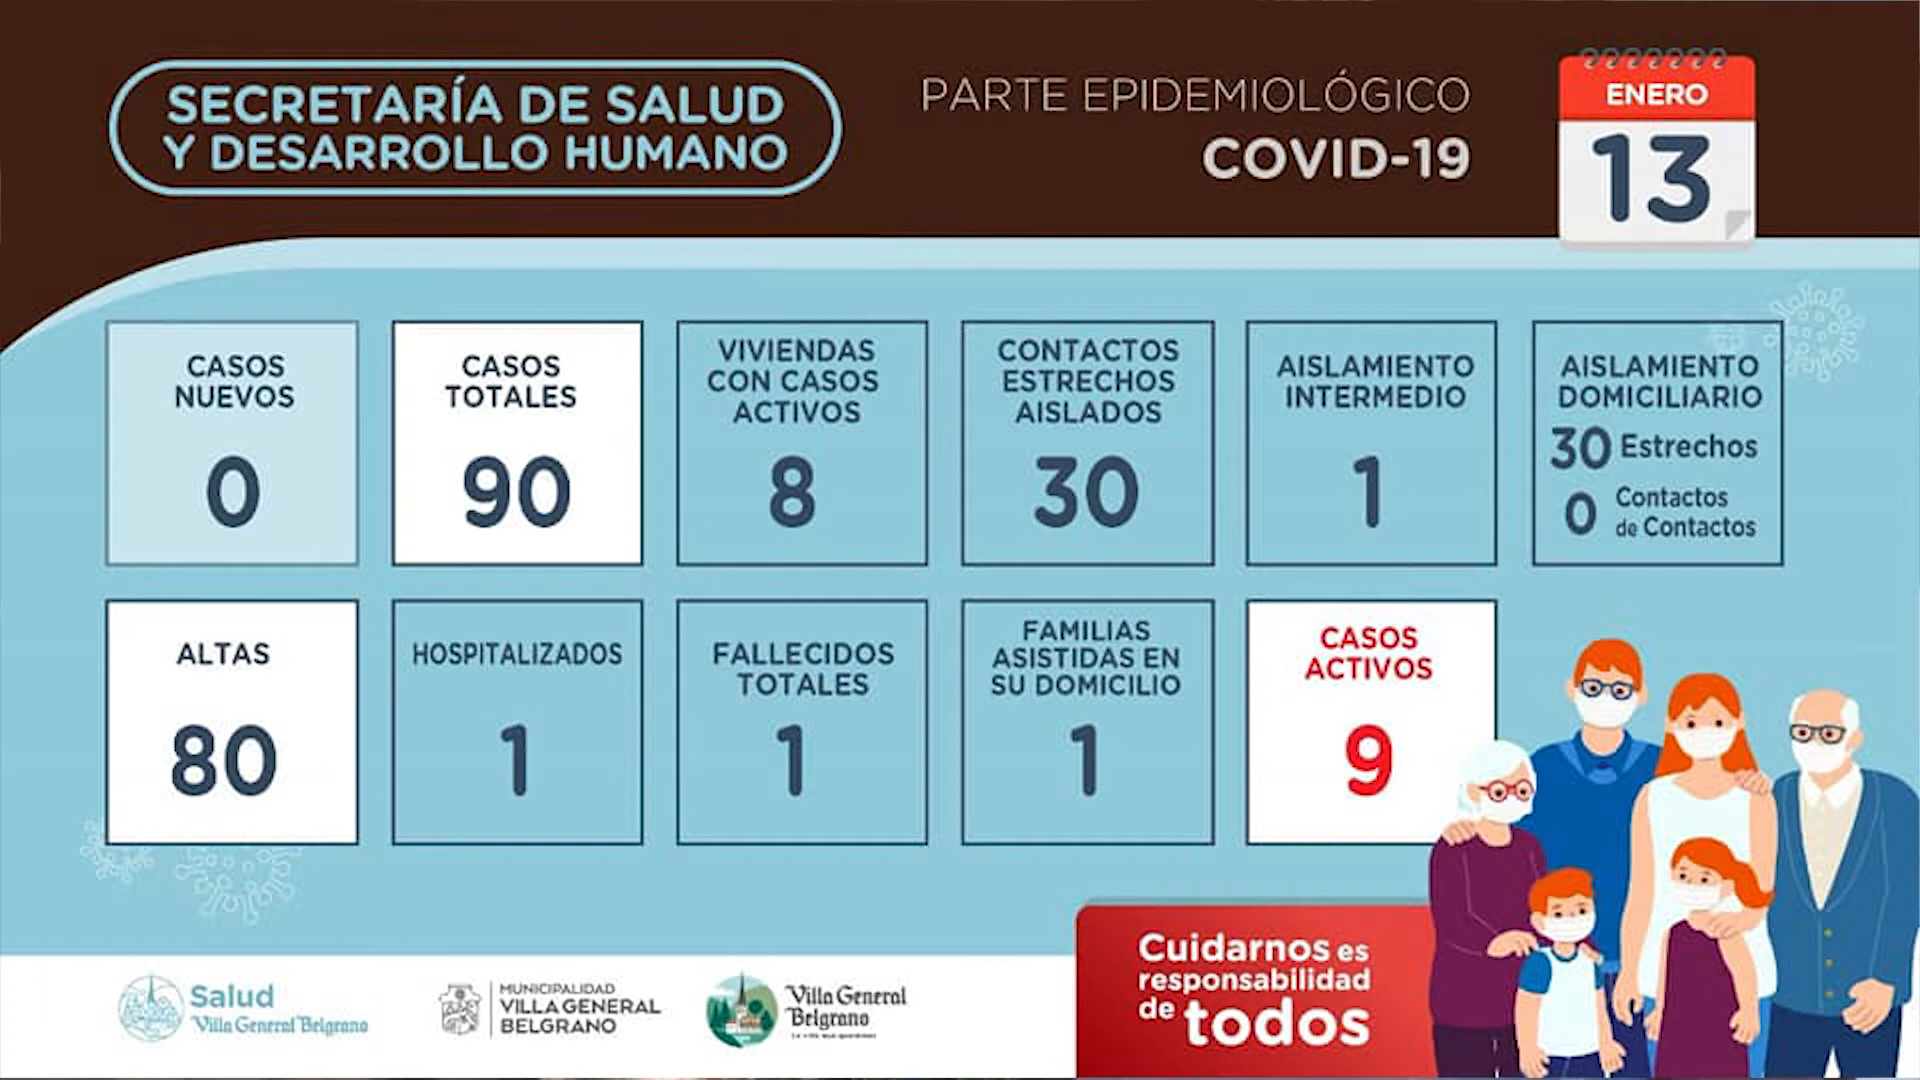 SECRETARÍA DE SALUD
Y DESARROLLO HUMANO
PARTE EPIDEMIOLÓGICO
COVID-19
ENERO
13
CASOS
NUEVOS
0
CASOS
TOTALES
90
VIVIENDAS
CON CASOS
ACTIVOS
8
CONTACTOS
ESTRECHOS
AISLADOS
30
AISLAMIENTO
INTERMEDIO
1
AISLAMIENTO
DOMICILIARIO
30 Estrechos
0 Contactos
de Contactos
ALTAS
80
HOSPITALIZADOS
1
FALLECIDOS
TOTALES
1
FAMILIAS
ASISTIDAS EN
SU DOMICILIO
1
CASOS
ACTIVOS
9
Cuidarnos es
responsabilidad
de todos
Salud
Villa General Belgrano
MUNICIPALIDAD
VILLA GENERAL
BELGRANO
Villa General
Belgrano